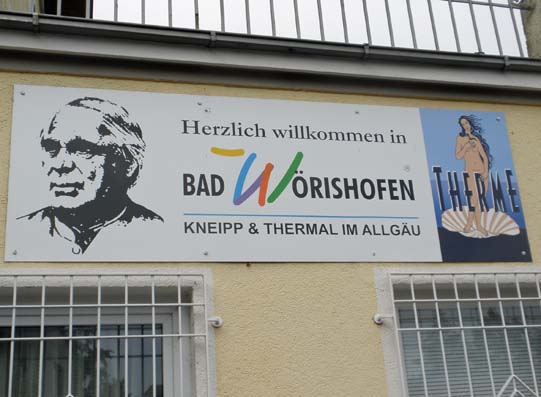 Herzlich willkommen in
BAD WÖRISHOFEN
KNEIPP & THERMAL IM ALLGÄU
THERME